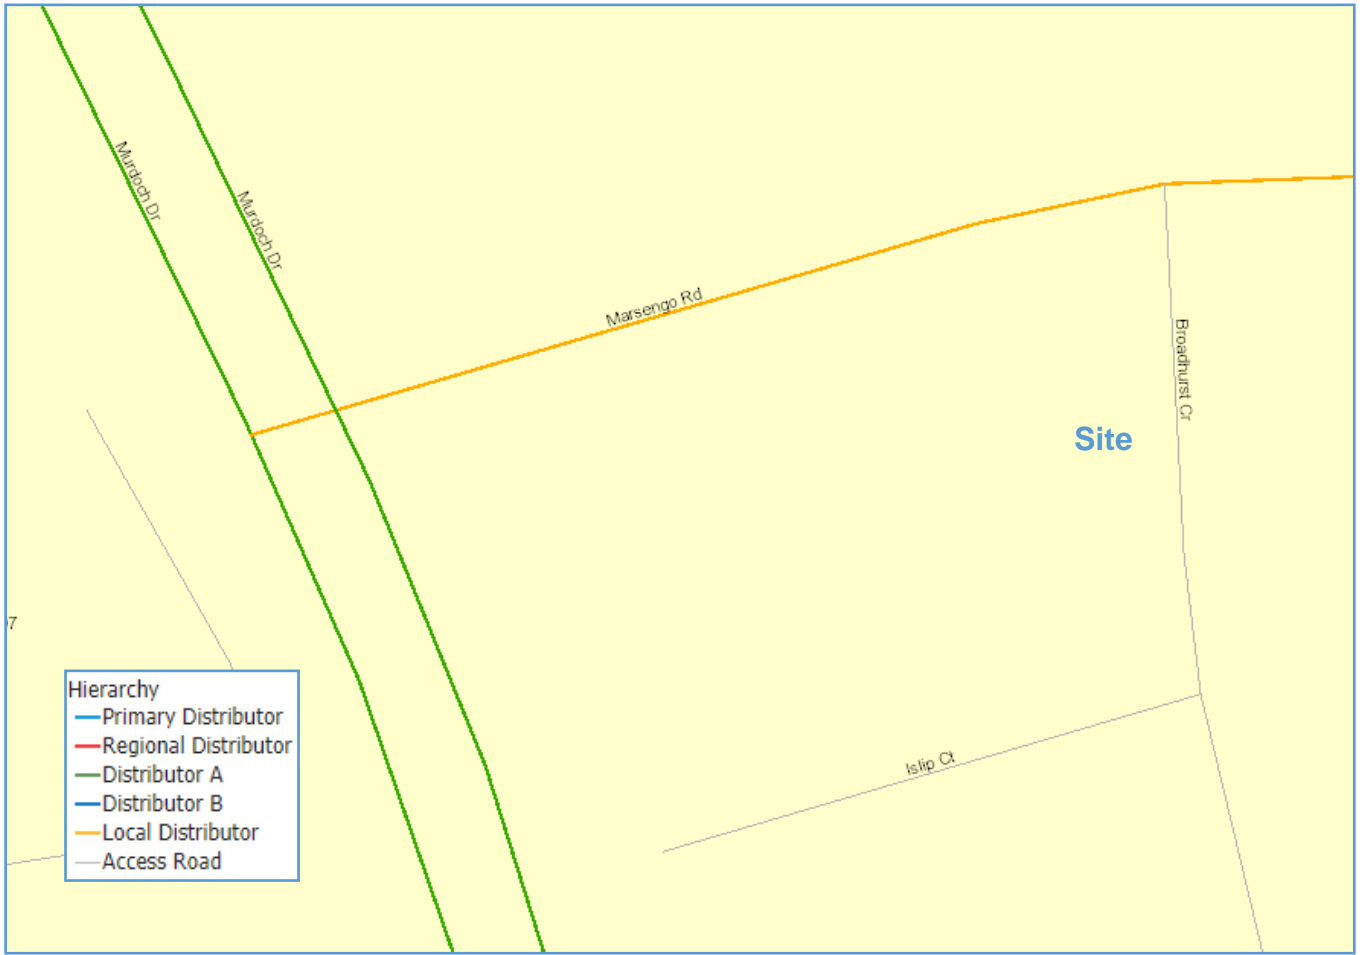 Murdoch Dr
Murdoch Dr
Marsengo Rd
Broadhurst Cr
Site
7
Islip Ct
Hierarchy
Primary Distributor
Regional Distributor
Distributor A
Distributor B
Local Distributor
Access Road